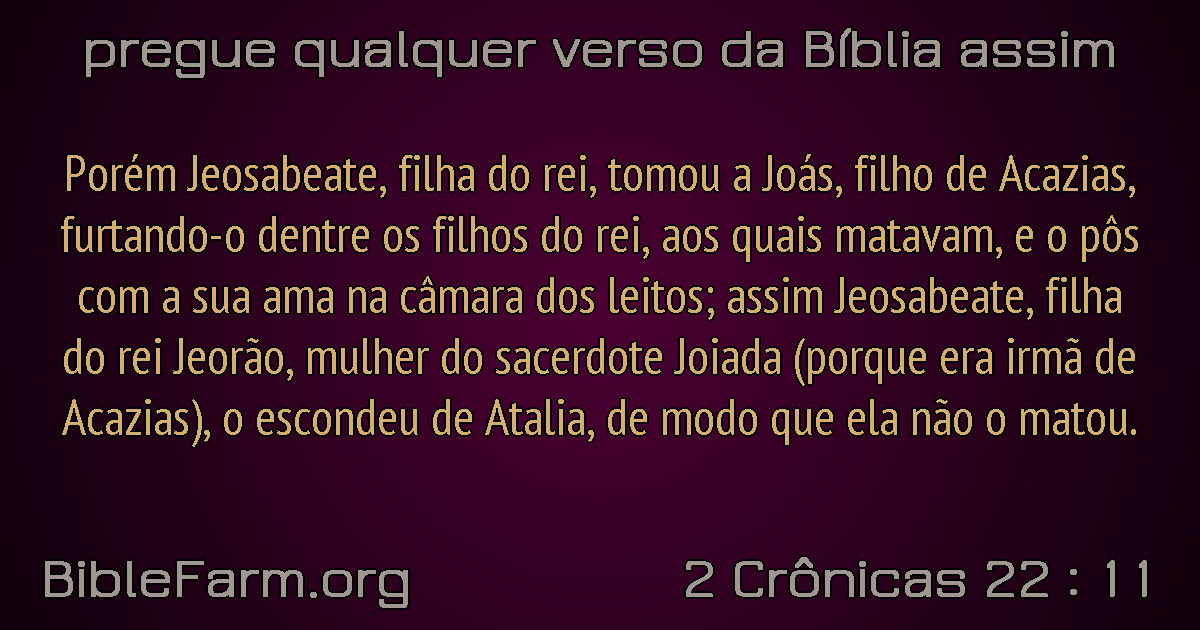 pregue qualquer verso da Bíblia assim
Porém Jeosabeate, filha do rei, tomou a Joás, filho de Acazias,
furtando-o dentre os filhos do rei, aos quais matavam, e o pôs
com a sua ama na câmara dos leitos; assim Jeosabeate, filha
do rei Jeorão, mulher do sacerdote Joiada (porque era irmã de
Acazias), o escondeu de Atalia, de modo que ela não o matou.
BibleFarm.org
2 Crônicas 22 : 11